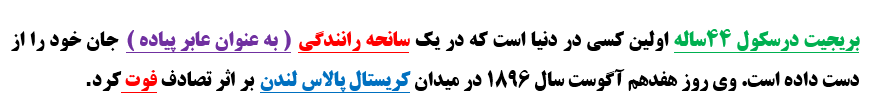 بریجیت درسکول ۴۴ساله اولین کسی در دنیا است که در یک سانحه رانندگی ( به عنوان عابر پیاده ) جان خود را از
دست داده است. وی روز هفدهم آگوست سال ۱۸۹۶ در میدان کریستال پالاس لندن بر اثر تصادف فوت کرد.